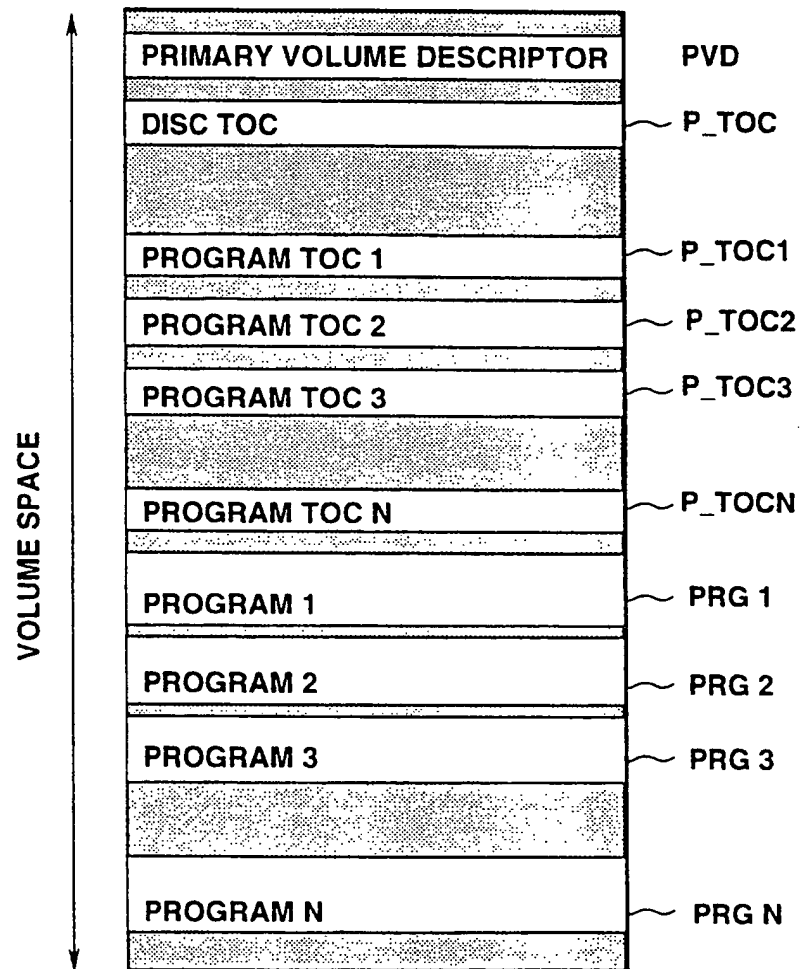 PRIMARY VOLUME DESCRIPTOR PVD
DISC TOC P_TOC
PROGRAM TOC 1 P_TOC1
PROGRAM TOC 2 P_TOC2
PROGRAM TOC 3 P_TOC3
PROGRAM TOC N P_TOCN
PROGRAM 1 PRG 1
PROGRAM 2 PRG 2
PROGRAM 3 PRG 3
PROGRAM N PRG N
VOLUME SPACE